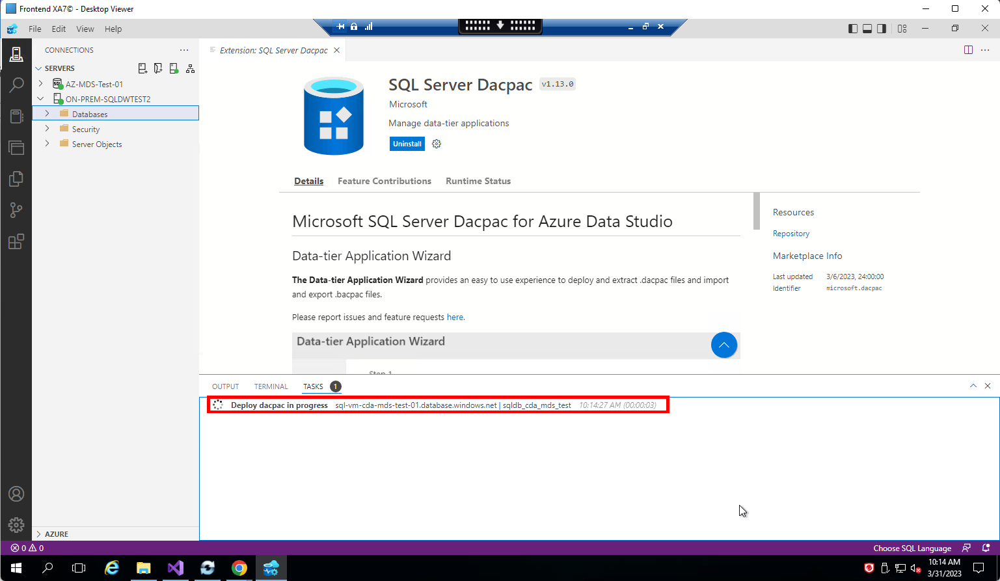 Frontend XA7© - Desktop Viewer
File Edit View Help
CONNECTIONS
Extension: SQL Server Dacpac
SERVERS
AZ-MDS-Test-01
ON-PREM-SQLDWTEST2
Databases
Security
Server Objects
SQL Server Dacpac v1.13.0
Microsoft
Manage data-tier applications
Uninstall
Details Feature Contributions Runtime Status
Microsoft SQL Server Dacpac for Azure Data Studio
Data-tier Application Wizard
The Data-tier Application Wizard provides an easy to use experience to deploy and extract .dacpac files and import
and export .bacpac files.
Please report issues and feature requests here.
Data-tier Application Wizard
Step 1
Resources
Repository
Marketplace Info
Last updated 3/6/2023, 24:00:00
Identifier microsoft.dacpac
OUTPUT TERMINAL TASKS 1
Deploy dacpac in progress sql-vm-cda-mds-test-01.database.windows.net | sqldb_cda_mds_test 10:14:27 AM (00:00:03)
AZURE
0 0
Choose SQL Language
10:14 AM
3/31/2023